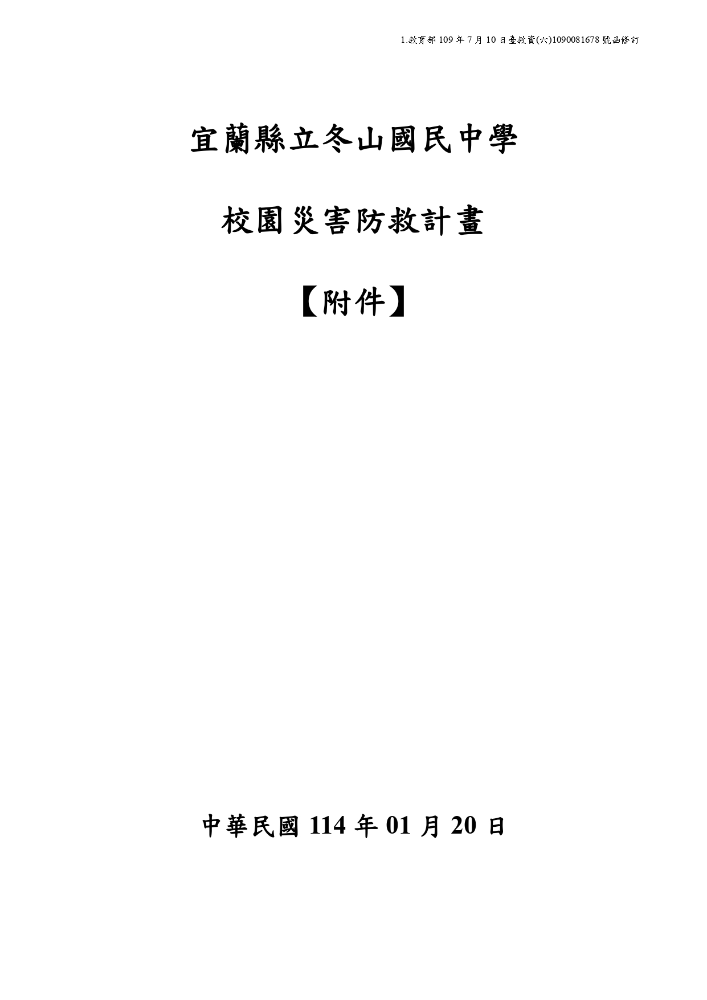 1.教育部 109 年 7 月 10 日臺教資(六)1090081678 號函修訂
宜蘭縣立冬山國民中學
校園災害防救計畫
【附件】
中華民國 114 年 01 月 20 日